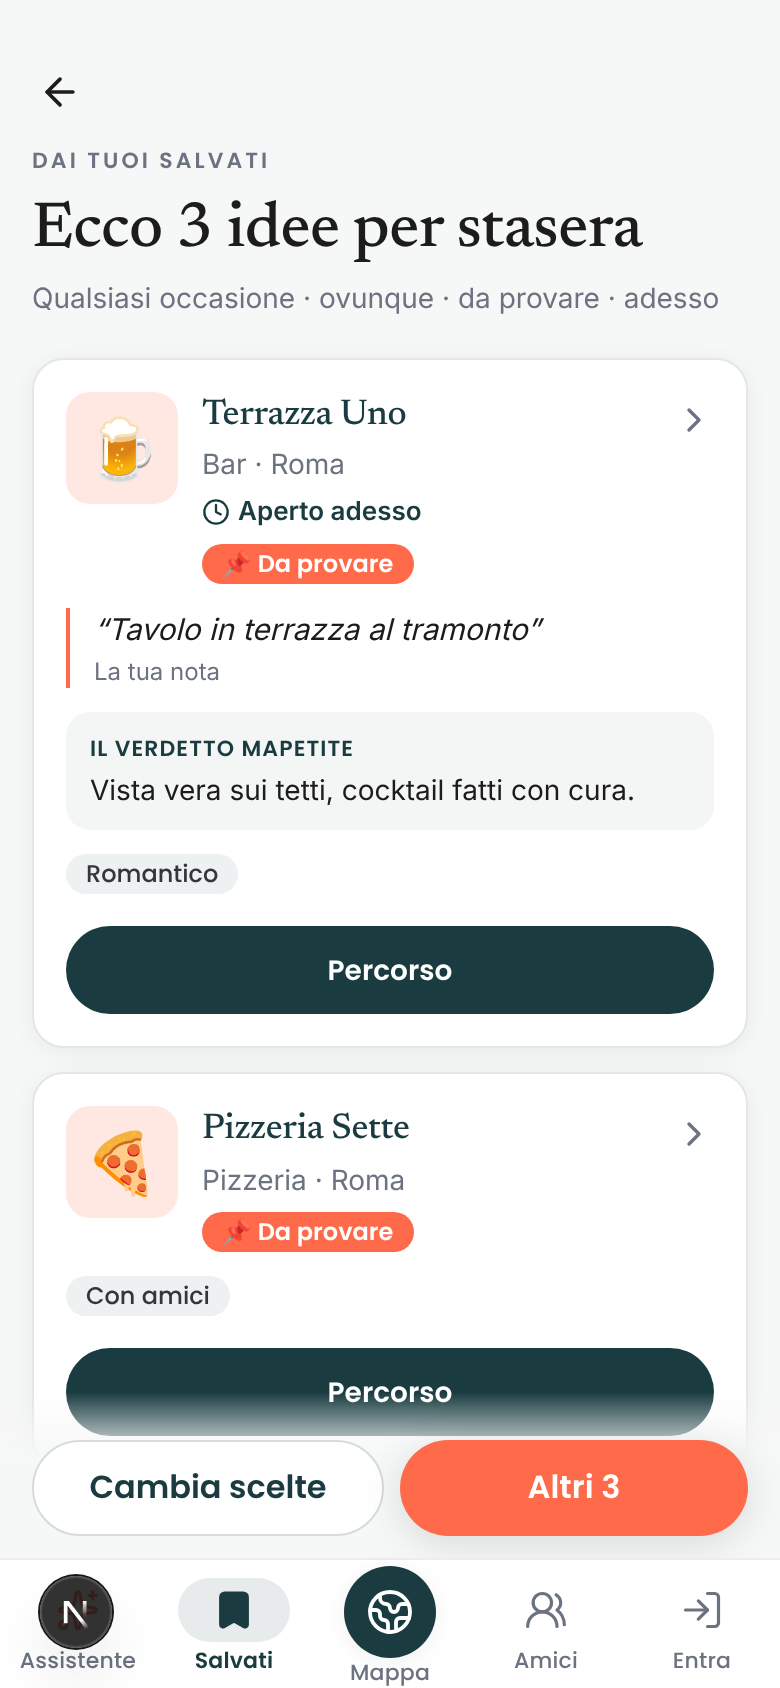 DAI TUOI SALVATI
Ecco 3 idee per stasera
Qualsiasi occasione · ovunque · da provare · adesso
Terrazza Uno
Bar · Roma
Aperto adesso
Da provare
“Tavolo in terrazza al tramonto”
La tua nota
IL VERDETTO MAPETITE
Vista vera sui tetti, cocktail fatti con cura.
Romantico
Percorso
Pizzeria Sette
Pizzeria · Roma
Da provare
Con amici
Percorso
Cambia scelte
Altri 3
N
Assistente
Salvati
Mappa
Amici
Entra